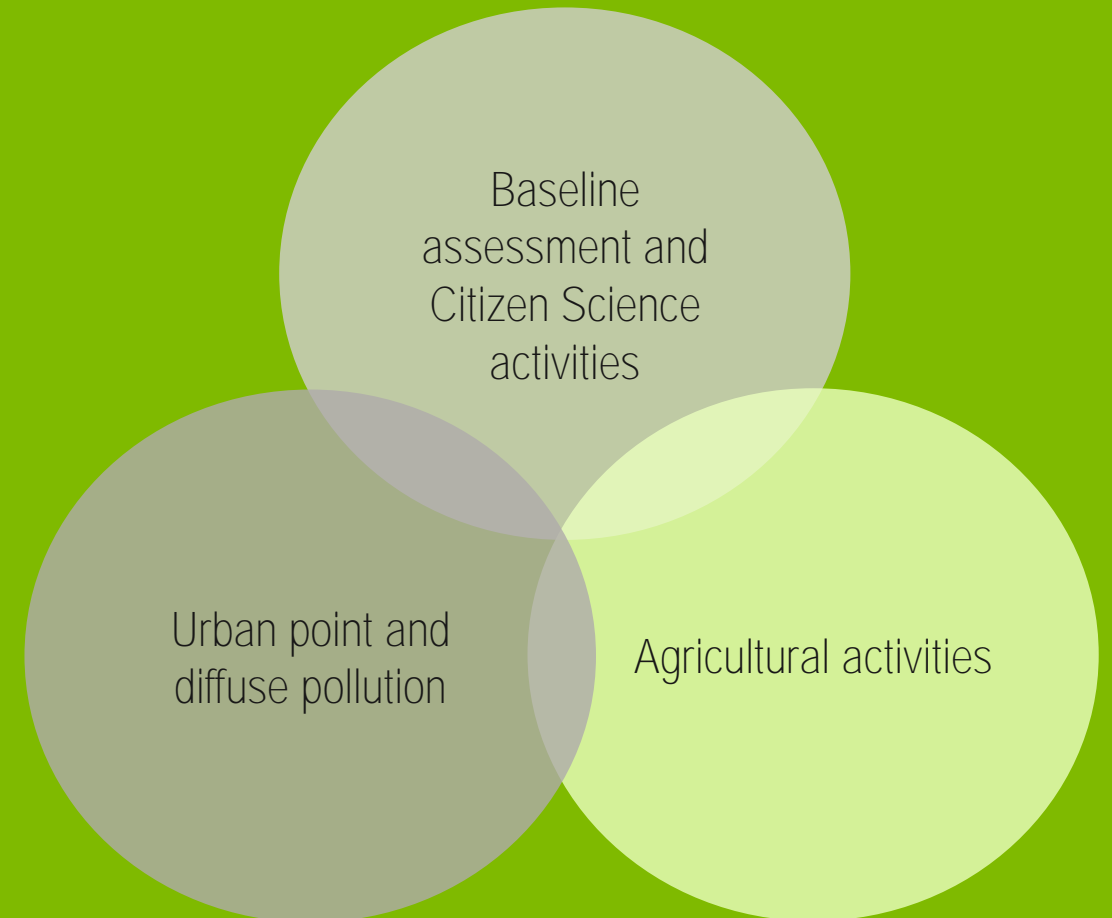 Baseline
assessment and
Citizen Science
activities
Urban point and
diffuse pollution
Agricultural activities